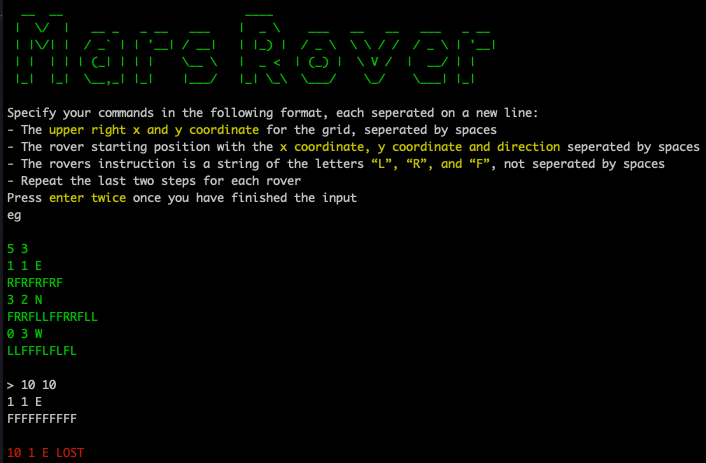 Mars Rover
Specify your commands in the following format, each seperated on a new line:
- The upper right x and y coordinate for the grid, seperated by spaces
- The rover starting position with the x coordinate, y coordinate and direction seperated by spaces
- The rovers instruction is a string of the letters “L”, “R”, and “F”, not seperated by spaces
- Repeat the last two steps for each rover
Press enter twice once you have finished the input
eg
5 3
1 1 E
RFRFRFRF
3 2 N
FRRFLLFFRRFLL
0 3 W
LLFFFLFLFL
> 10 10
1 1 E
FFFFFFFFFF
10 1 E LOST